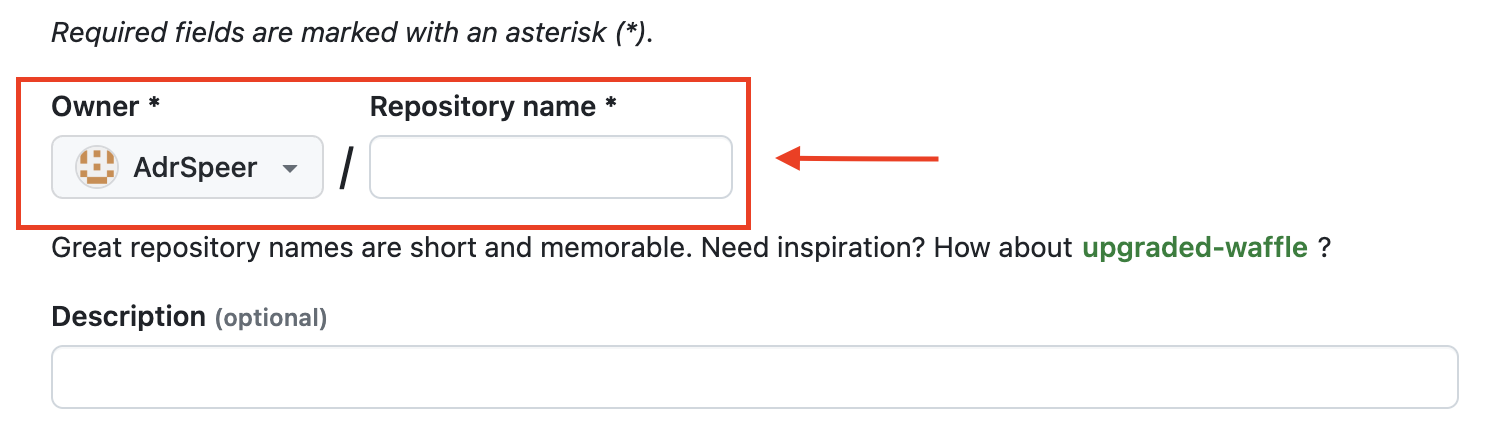 Required fields are marked with an asterisk (*).
Owner * Repository name *
AdrSpeer /
Great repository names are short and memorable. Need inspiration? How about upgraded-waffle ?
Description (optional)